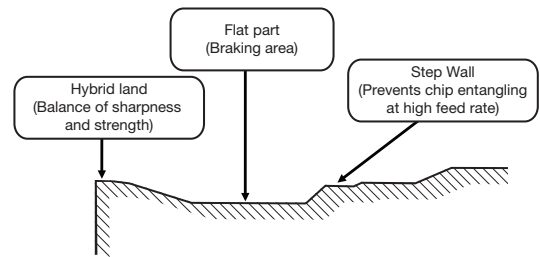 Flat part
(Braking area)
Step Wall
(Prevents chip entangling
at high feed rate)
Hybrid land
(Balance of sharpness
and strength)